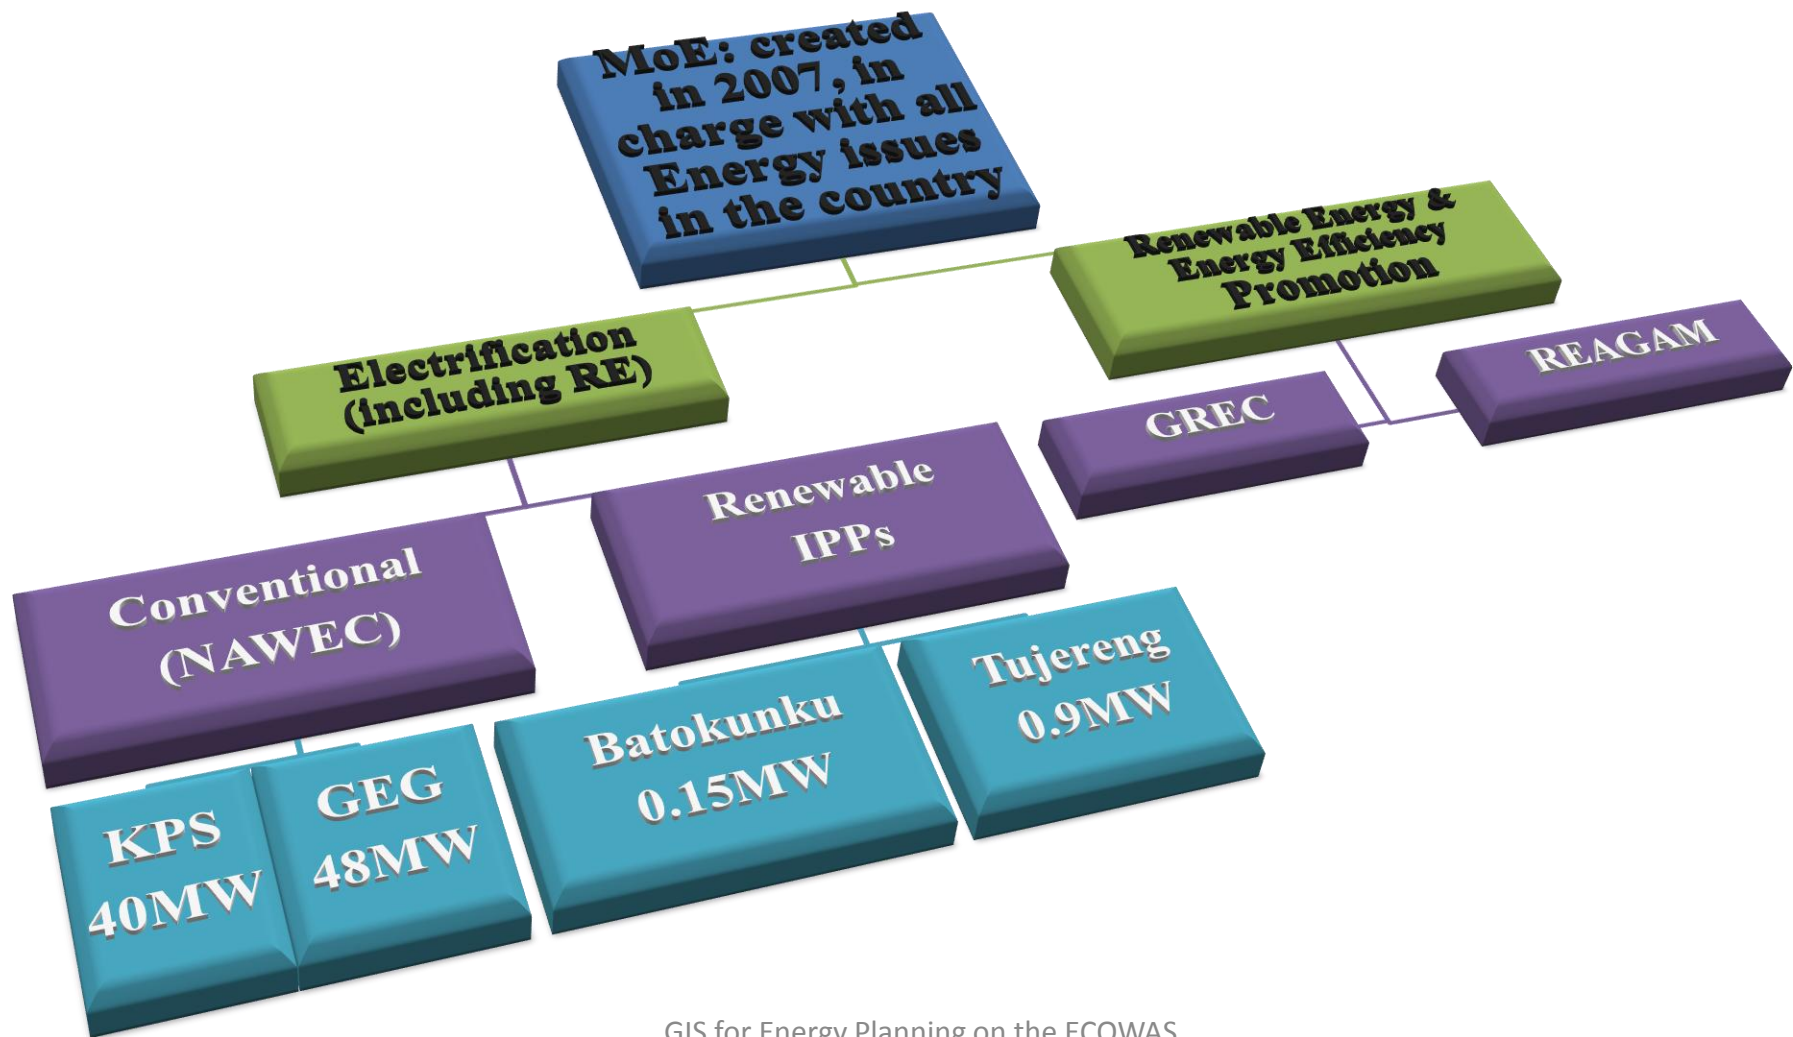 MoE: created
in 2007, in
charge with all
Energy issues
in the country
Renewable Energy &
Energy Efficiency
Promotion
Electrification
(including RE)
REAGAM
GREC
Renewable
IPPs
Conventional
(NAWEC)
Tujereng
0.9MW
Batokunku
0.15MW
GEG
48MW
KPS
40MW
GIS for Energy Planning on the ECOWAS